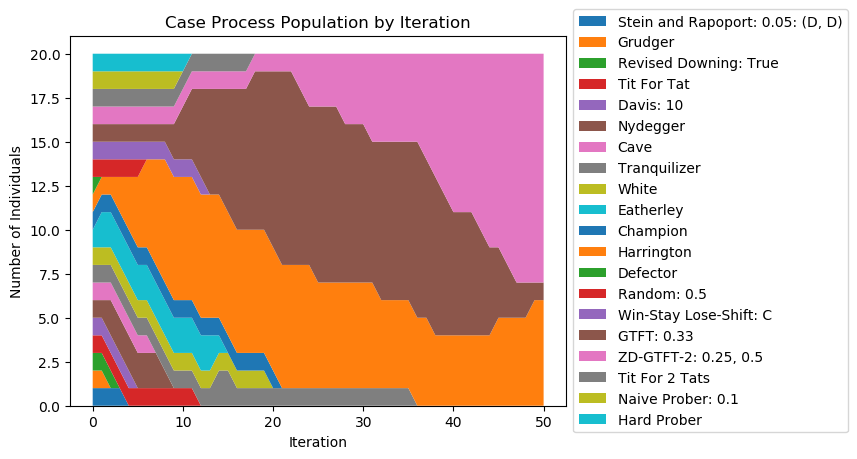 Case Process Population by Iteration
Number of Individuals
20.0
17.5
15.0
12.5
10.0
7.5
5.0
2.5
0.0
0
10
20
30
40
50
Iteration
Stein and Rapoport: 0.05: (D, D)
Grudger
Revised Downing: True
Tit For Tat
Davis: 10
Nydegger
Cave
Tranquilizer
White
Eatherley
Champion
Harrington
Defector
Random: 0.5
Win-Stay Lose-Shift: C
GTFT: 0.33
ZD-GTFT-2: 0.25, 0.5
Tit For 2 Tats
Naive Prober: 0.1
Hard Prober